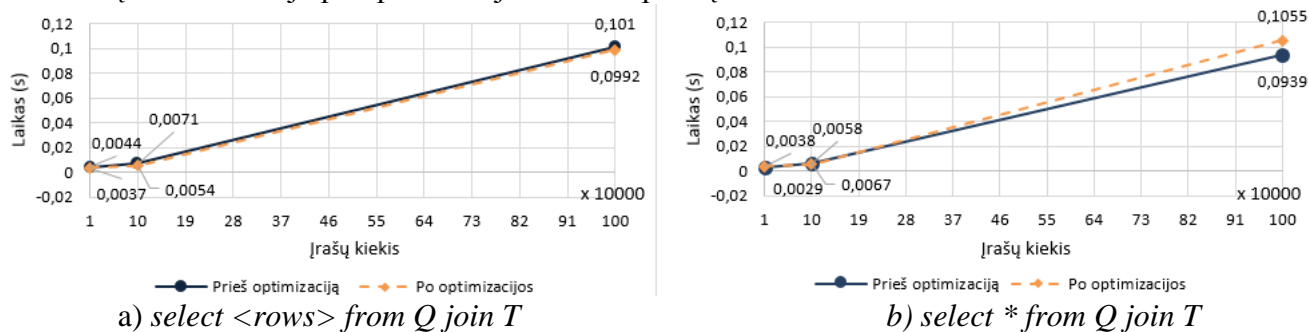 0,12
0,1
0,08
0,06
0,04
0,02
0
-0,02
Laikas (s)
0,101
0,0992
0,0044
0,0071
0,0037
0,0054
x 10000
1 10 19 28 37 46 55 64 73 82 91 100
Įrašų kiekis
Prieš optimizaciją Po optimizacijos
a) select <rows> from Q join T
0,12
0,1
0,08
0,06
0,04
0,02
0
-0,02
Laikas (s)
0,1055
0,0939
0,0038
0,0058
0,0029
0,0067
x 10000
1 10 19 28 37 46 55 64 73 82 91 100
Įrašų kiekis
Prieš optimizaciją Po optimizacijos
b) select * from Q join T